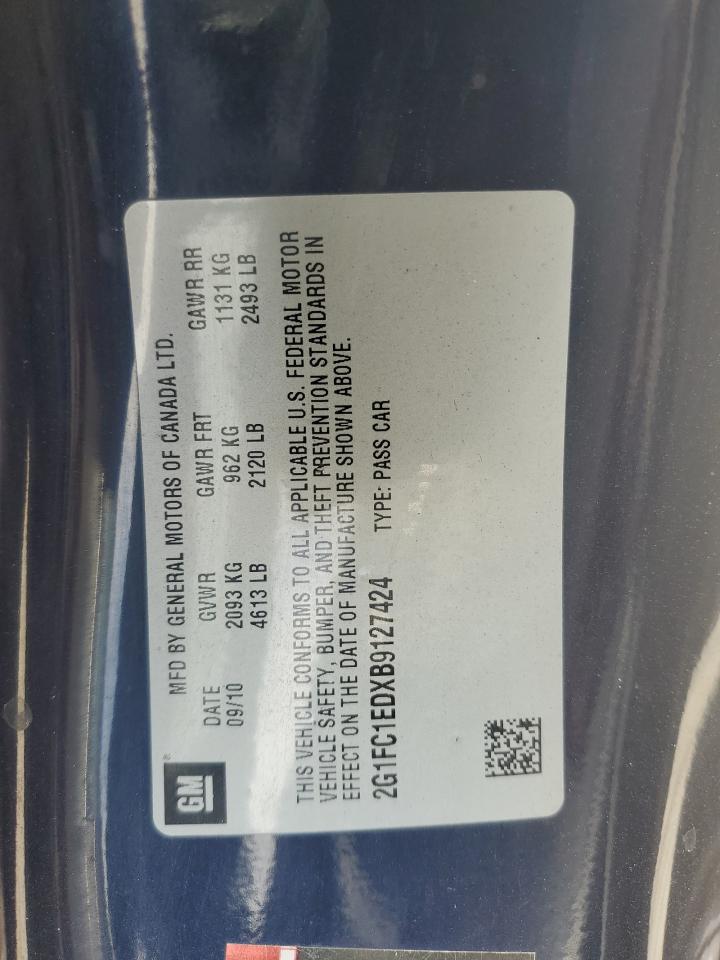 GM®
MFD BY GENERAL MOTORS OF CANADA LTD.
DATE GVWR GAWR FRT GAWR RR
09/10 2093 KG 962 KG 1131 KG
4613 LB 2120 LB 2493 LB
THIS VEHICLE CONFORMS TO ALL APPLICABLE U.S. FEDERAL MOTOR
VEHICLE SAFETY, BUMPER, AND THEFT PREVENTION STANDARDS IN
EFFECT ON THE DATE OF MANUFACTURE SHOWN ABOVE.
2G1FC1EDXB9127424 TYPE: PASS CAR